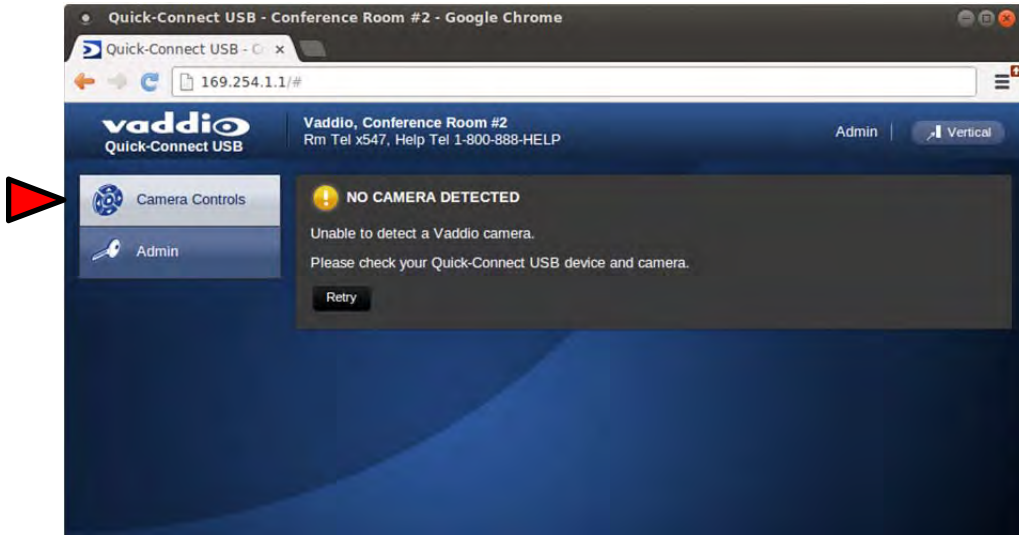 Quick-Connect USB - Conference Room #2 - Google Chrome
Quick-Connect USB - C
169.254.1.1/#
vaddio
Quick-Connect USB
Vaddio, Conference Room #2
Rm Tel x547, Help Tel 1-800-888-HELP
Admin
Vertical
Camera Controls
Admin
NO CAMERA DETECTED
Unable to detect a Vaddio camera.
Please check your Quick-Connect USB device and camera.
Retry